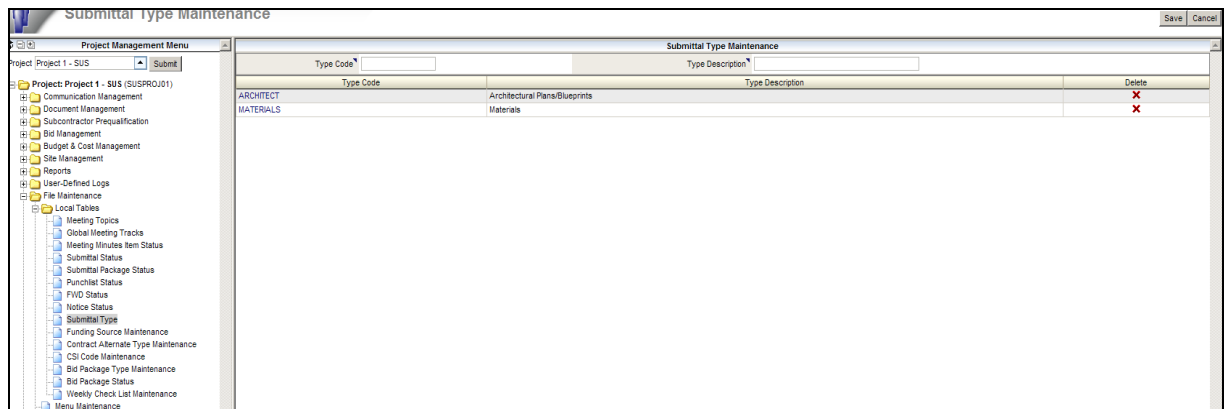 Submittal Type Maintenance
Save Cancel
Project Management Menu
Project Project 1 - SUS Submit
Project: Project 1 - SUS (SUSPROJ01)
Communication Management
Document Management
Subcontractor Prequalification
Bid Management
Budget & Cost Management
Site Management
Reports
User-Defined Logs
File Maintenance
Local Tables
Meeting Topics
Global Meeting Tracks
Meeting Minutes Item Status
Submittal Status
Submittal Package Status
Punchlist Status
FWD Status
Notice Status
Submittal Type
Funding Source Maintenance
Contract Alternate Type Maintenance
CSI Code Maintenance
Bid Package Type Maintenance
Bid Package Status
Weekly Check List Maintenance
Menu Maintenance
Submittal Type Maintenance
Type Code Type Description
Type Code Type Description Delete
ARCHITECT Architectural Plans/Blueprints
MATERIALS Materials